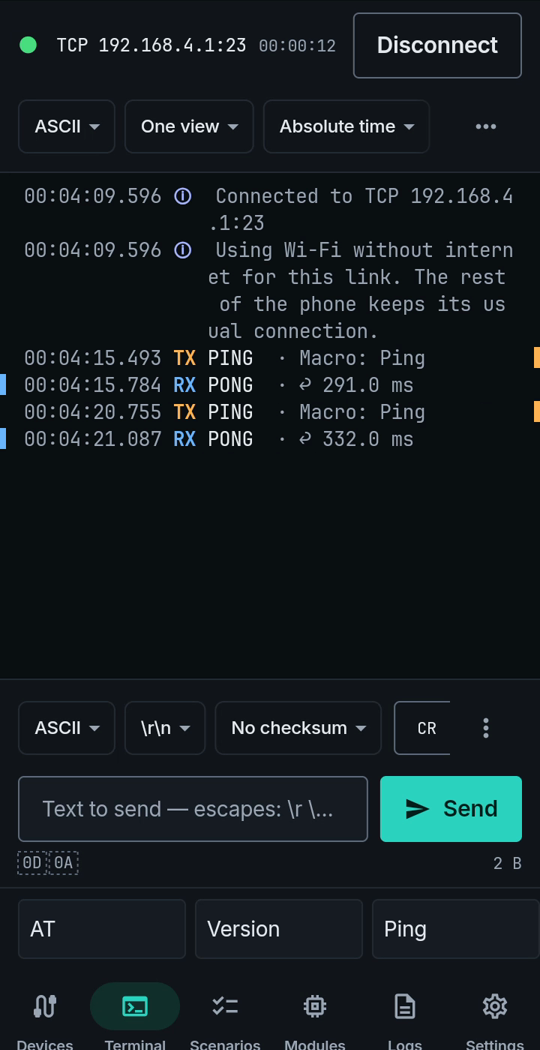 TCP 192.168.4.1:23 00:00:12 Disconnect
ASCII One view Absolute time
00:04:09.596 Connected to TCP 192.168.4
.1:23
00:04:09.596 Using Wi-Fi without intern
et for this link. The rest
of the phone keeps its us
ual connection.
00:04:15.493 TX PING · Macro: Ping
00:04:15.784 RX PONG · ⮐ 291.0 ms
00:04:20.755 TX PING · Macro: Ping
00:04:21.087 RX PONG · ⮐ 332.0 ms
ASCII \r\n No checksum CR
Text to send — escapes: \r \...
Send
0D 0A 2 B
AT Version Ping
Devices Terminal Scenarios Modules Logs Settings